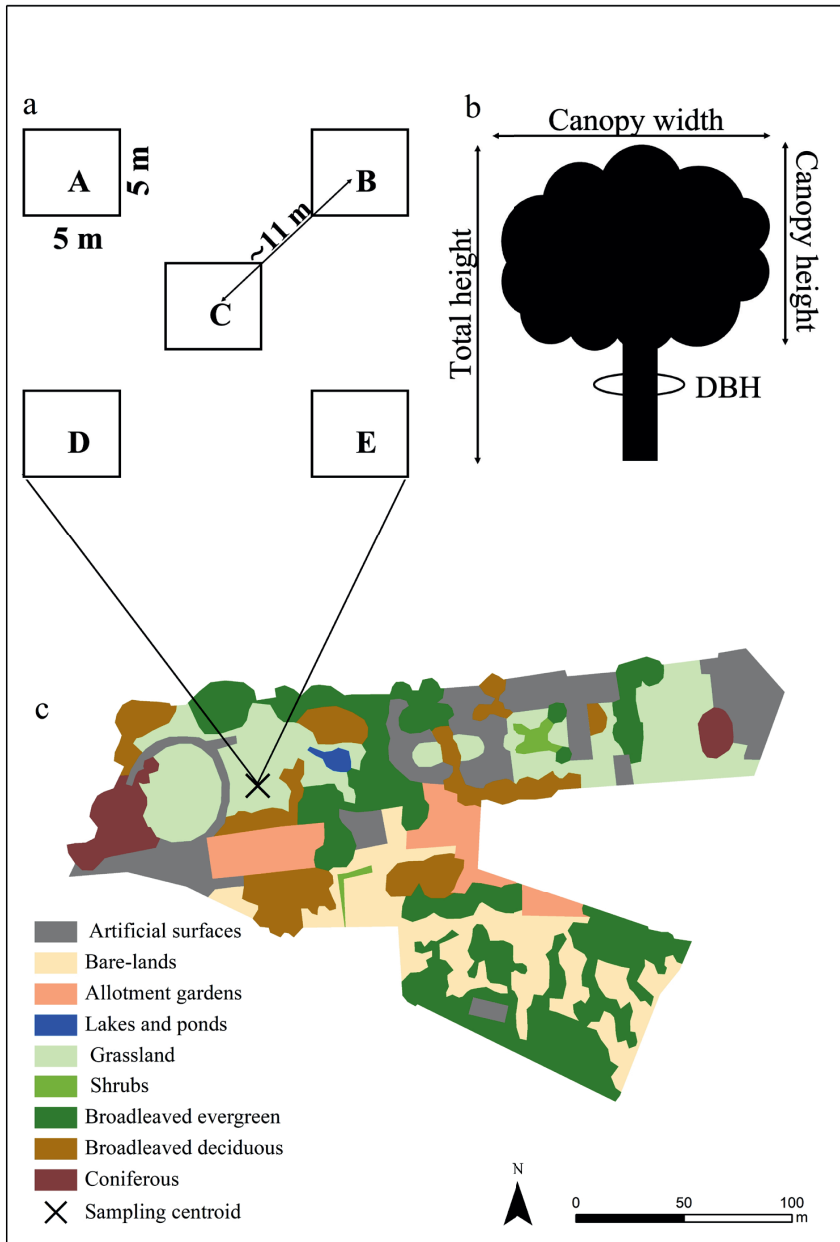 a
A
5 m
5 m
B
~11 m
C
D
E
b
Canopy width
Total height
Canopy height
DBH
c
Artificial surfaces
Bare-lands
Allotment gardens
Lakes and ponds
Grassland
Shrubs
Broadleaved evergreen
Broadleaved deciduous
Coniferous
Sampling centroid
N
0 50 100
m